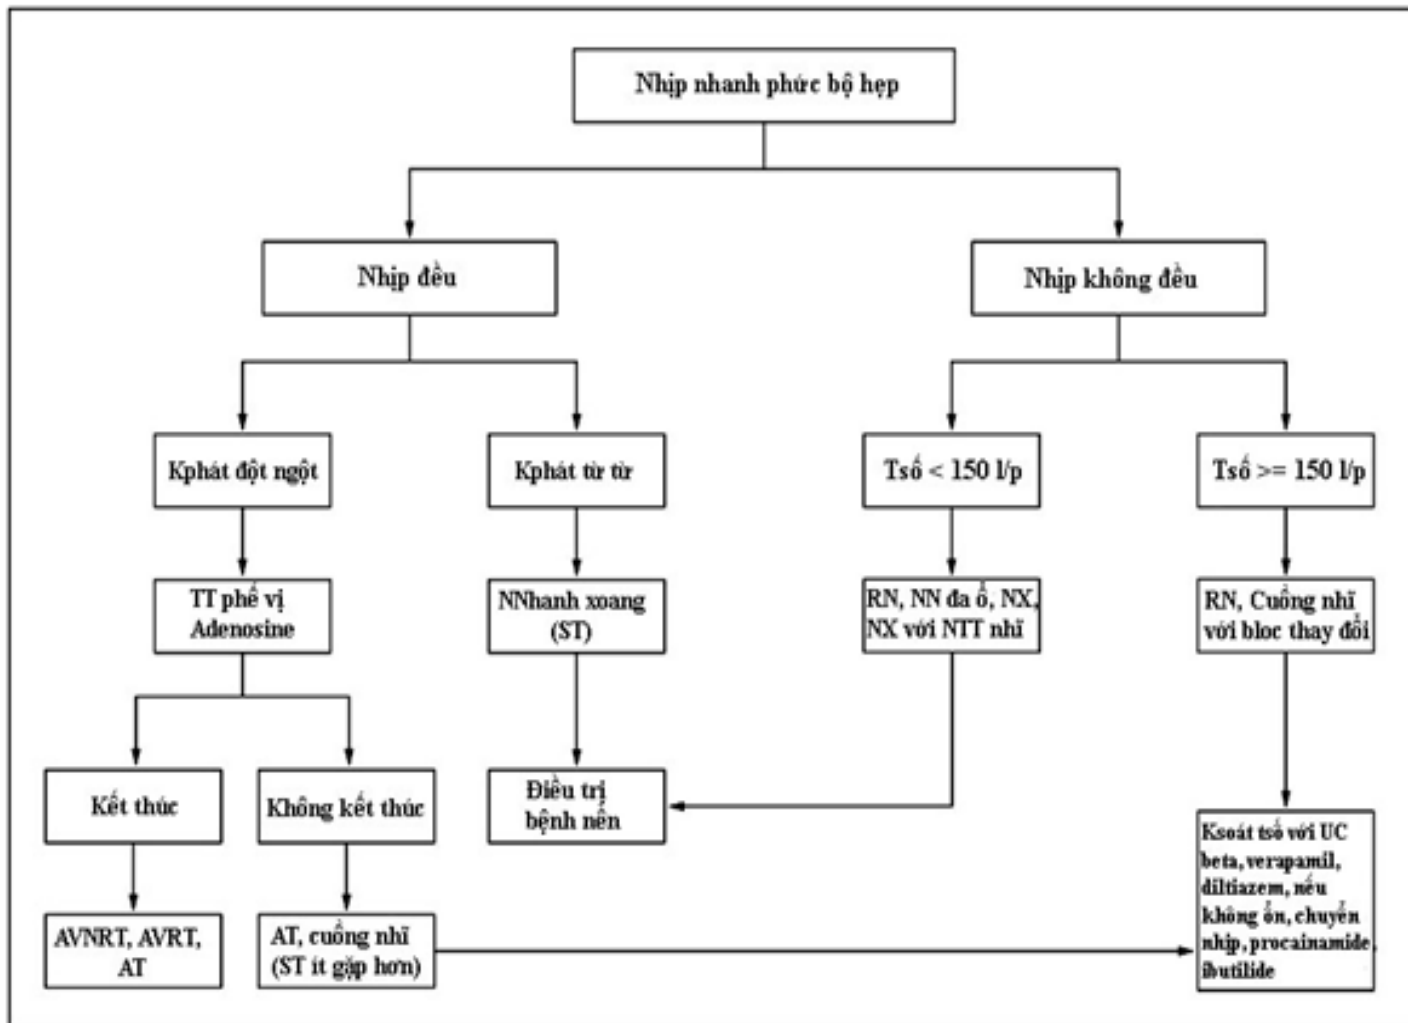 Nhịp nhanh phức bộ hẹp
Nhịp đều
Nhịp không đều
Kphát đột ngột
Kphát từ từ
Tsố < 150 l/p
Tsố >= 150 l/p
TT phế vị
Adenosine
NNhanh xoang
(ST)
RN, NN đa ổ, NX,
NX với NTT nhĩ
RN, Cuồng nhĩ
với bloc thay đổi
Kết thúc
Không kết thúc
Điều trị
bệnh nền
Ksoát tsố với UC
beta, verapamil,
diltiazem, nếu
không ổn, chuyển
nhịp, procainamide,
ibutilide
AVNRT, AVRT,
AT
AT, cuồng nhĩ
(ST ít gặp hơn)